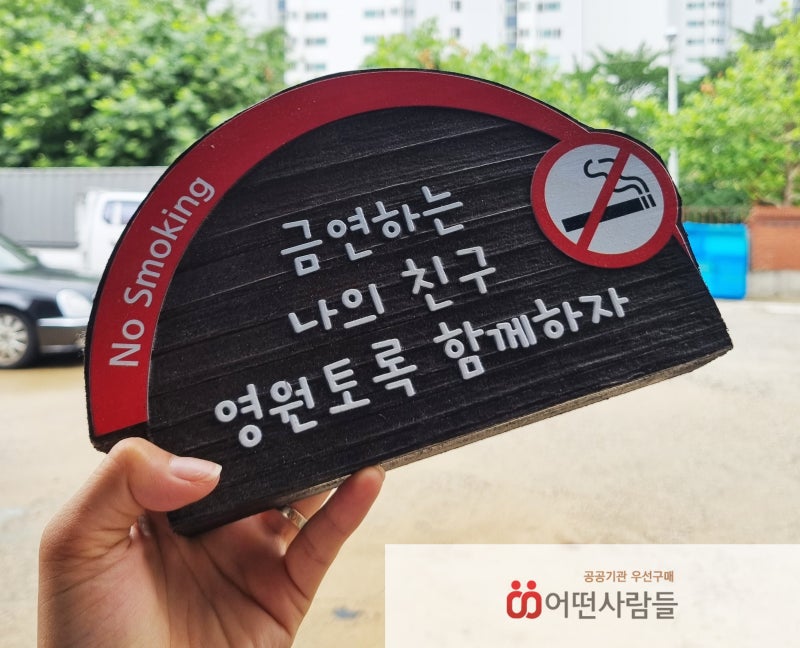 No Smoking
금연하는
나의 친구
영원토록 함께하자
공공기관 우선구매
어떤사람들